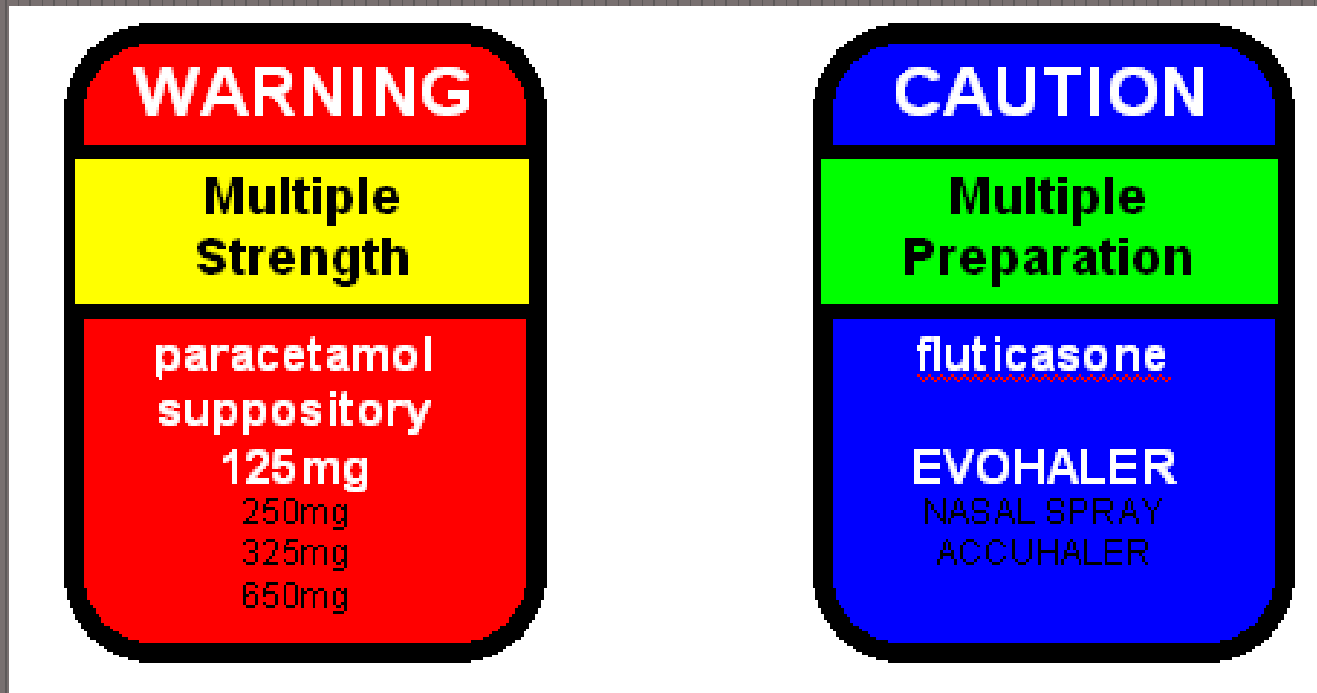 WARNING
Multiple
Strength
paracetamol
suppository
125mg
250mg
325mg
650mg
CAUTION
Multiple
Preparation
fluticasone
EVOHALER
NASAL SPRAY
ACCUHALER